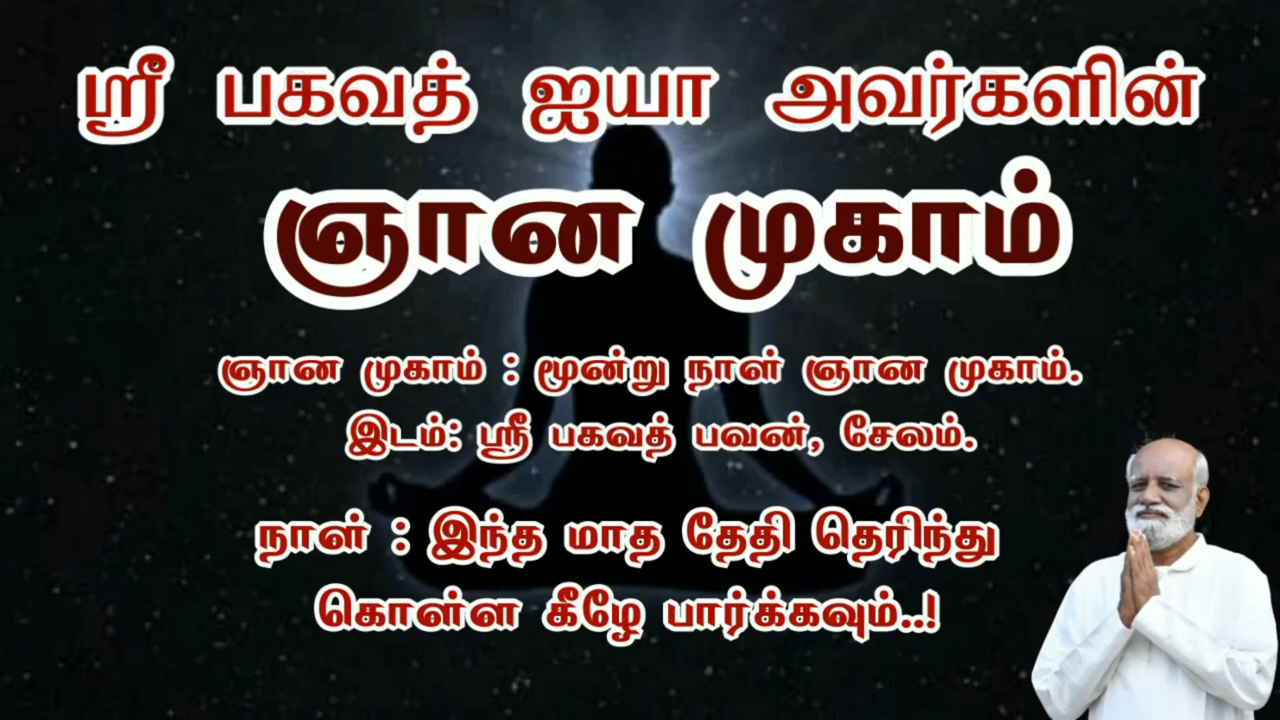 ஸ்ரீ பகவத் ஐயா அவர்களின்
ஞான முகாம்
ஞான முகாம் : மூன்று நாள் ஞான முகாம்.
இடம்: ஸ்ரீ பகவத் பவன், சேலம்.
நாள் : இந்த மாத தேதி தெரிந்து
கொள்ள கீழே பார்க்கவும்..!